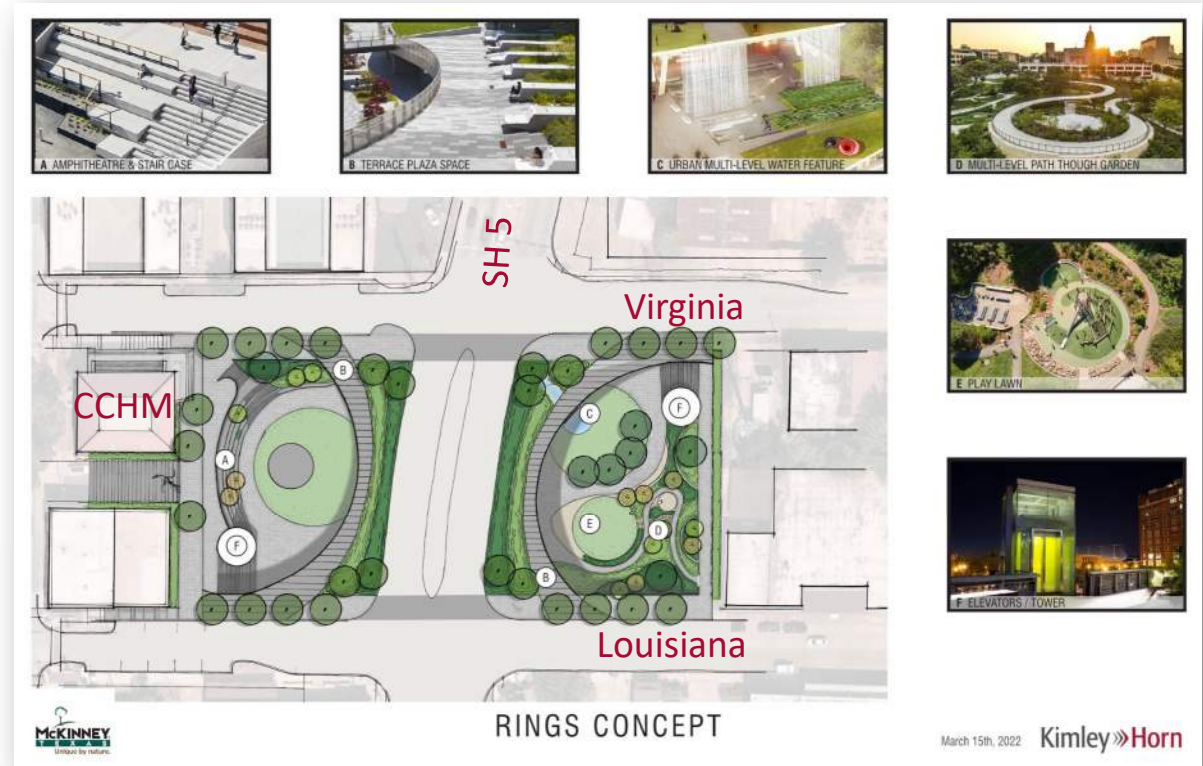 A AMPHITHEATRE & STAIR CASE
B TERRACE PLAZA SPACE
C URBAN MULTI-LEVEL WATER FEATURE
D MULTI-LEVEL PATH THOUGH GARDEN
SH 5
Virginia
CCHM
B
C
F
A
E
D
F
B
Louisiana
E PLAY LAWN
F ELEVATORS / TOWER
McKINNEY
TEXAS
Unique by nature.
RINGS CONCEPT
March 15th, 2022
Kimley»Horn